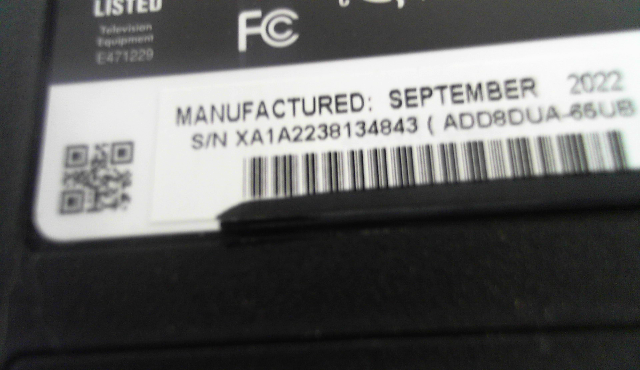 LISTED
Television
Equipment
E471229
FC
MANUFACTURED: SEPTEMBER 2022
S/N XA1A2238134843 ( ADD8DUA-65UB